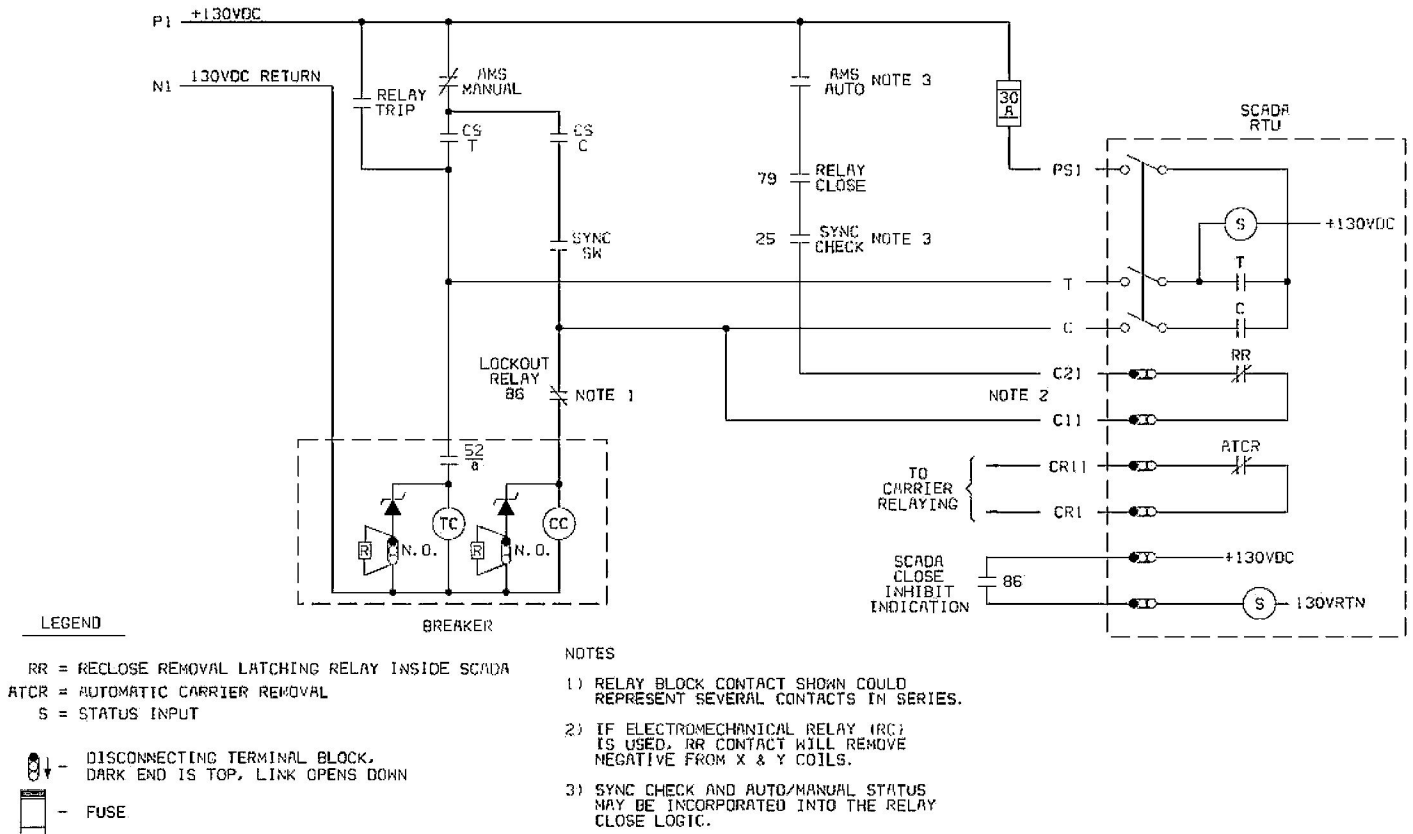 P1 +130VDC
N1 130VDC RETURN
RELAY TRIP
AMS MANUAL
CS T
CS C
SYNC SW
AMS AUTO NOTE 3
79 RELAY CLOSE
25 SYNC CHECK NOTE 3
30 A
SCADA RTU
PS1
S +130VDC
T
T
C
C
LOCKOUT RELAY 86 NOTE 1
C21
RR
NOTE 2
C11
52 a
TC
CC
R N.O.
R N.O.
BREAKER
ATCR
TO CARRIER RELAYING
CR11
CR1
SCADA CLOSE INHIBIT INDICATION
86
+130VDC
S 130VRTN
LEGEND
RR = RECLOSE REMOVAL LATCHING RELAY INSIDE SCADA
ATCR = AUTOMATIC CARRIER REMOVAL
S = STATUS INPUT
- DISCONNECTING TERMINAL BLOCK.
DARK END IS TOP, LINK OPENS DOWN
- FUSE
NOTES
1) RELAY BLOCK CONTACT SHOWN COULD
REPRESENT SEVERAL CONTACTS IN SERIES.
2) IF ELECTROMECHANICAL RELAY (RC)
IS USED, RR CONTACT WILL REMOVE
NEGATIVE FROM X & Y COILS.
3) SYNC CHECK AND AUTO/MANUAL STATUS
MAY BE INCORPORATED INTO THE RELAY
CLOSE LOGIC.